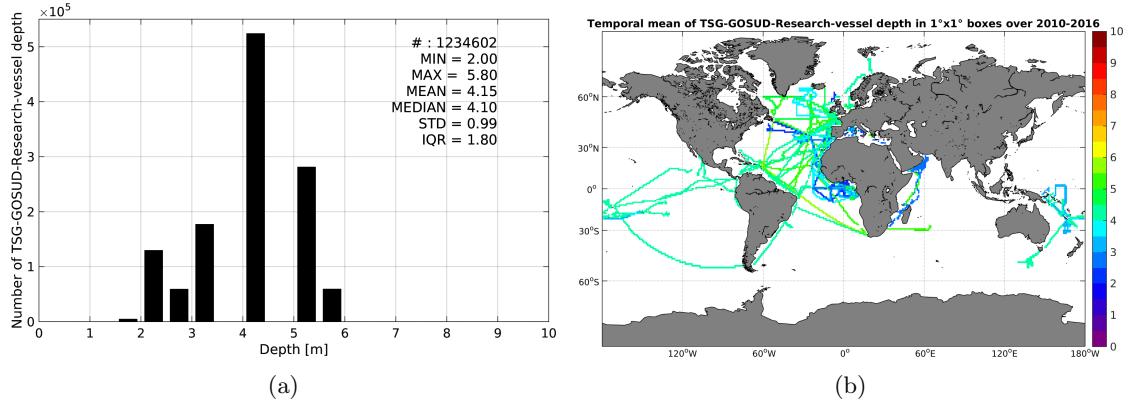 ×10⁵
# : 1234602
MIN = 2.00
MAX = 5.80
MEAN = 4.15
MEDIAN = 4.10
STD = 0.99
IQR = 1.80
Number of TSG-GOSUD-Research-vessel depth
5
4
3
2
1
0
0 1 2 3 4 5 6 7 8 9 10
Depth [m]
(a)
Temporal mean of TSG-GOSUD-Research-vessel depth in 1°x1° boxes over 2010-2016
60°N
30°N
0°
30°S
60°S
120°W 60°W 0° 60°E 120°E 180°W
10
9
8
7
6
5
4
3
2
1
0
(b)